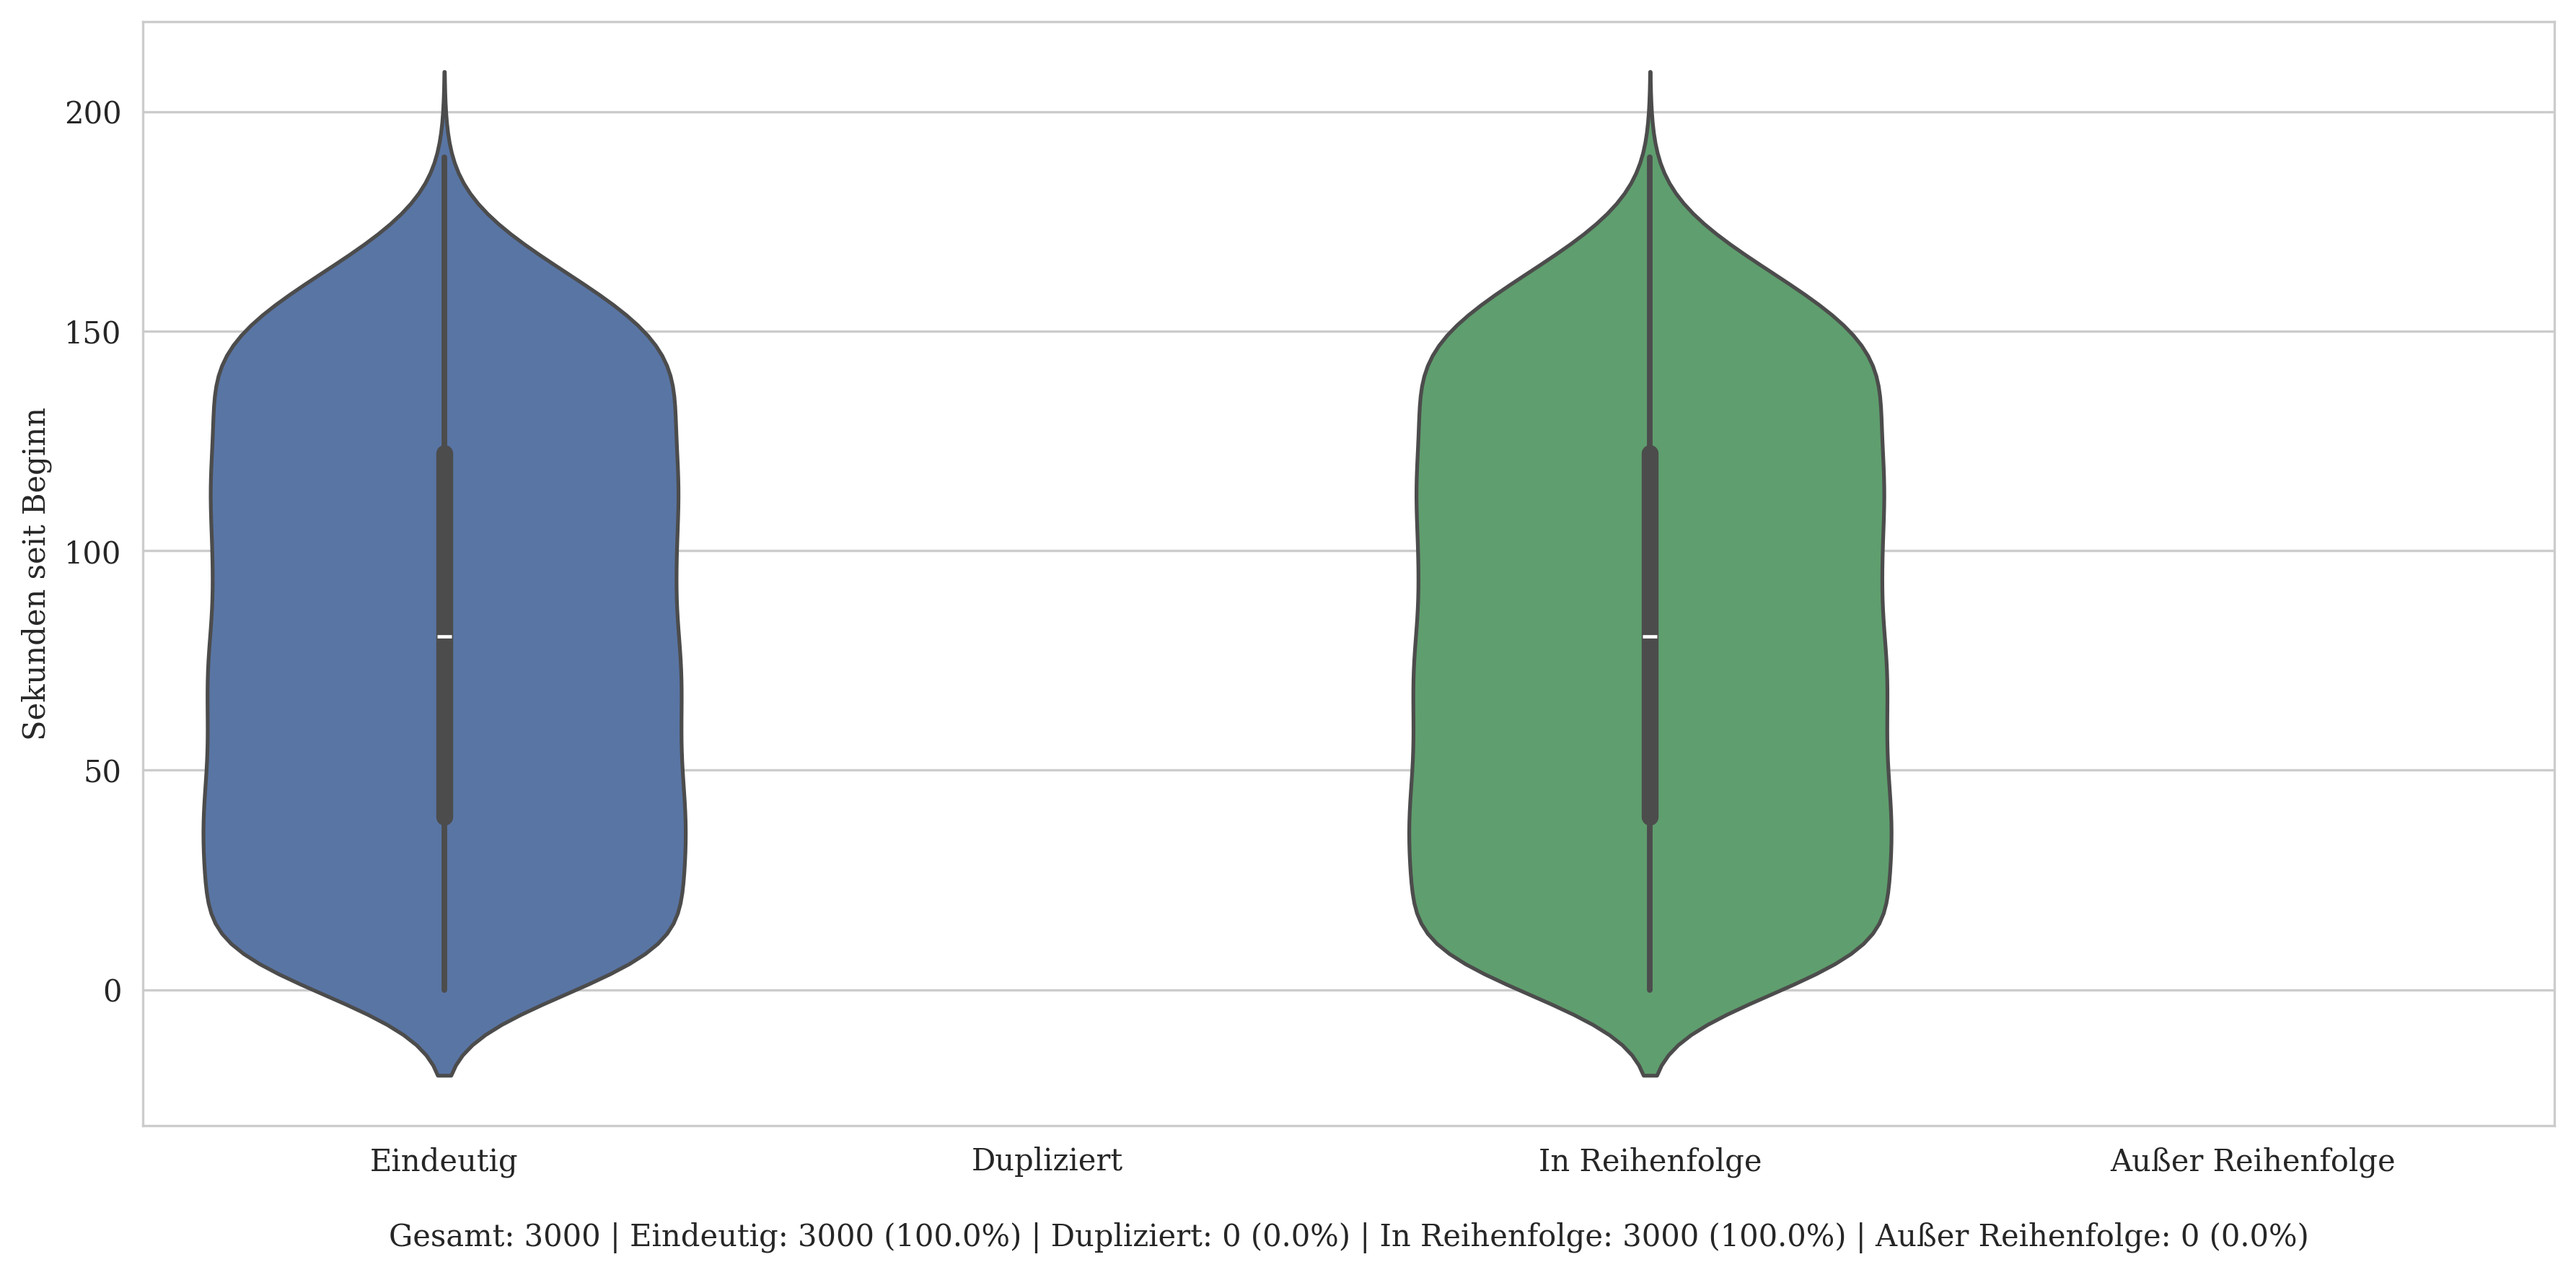 Sekunden seit Beginn
200
150
100
50
0
Eindeutig
Dupliziert
In Reihenfolge
Außer Reihenfolge
Gesamt: 3000 | Eindeutig: 3000 (100.0%) | Dupliziert: 0 (0.0%) | In Reihenfolge: 3000 (100.0%) | Außer Reihenfolge: 0 (0.0%)